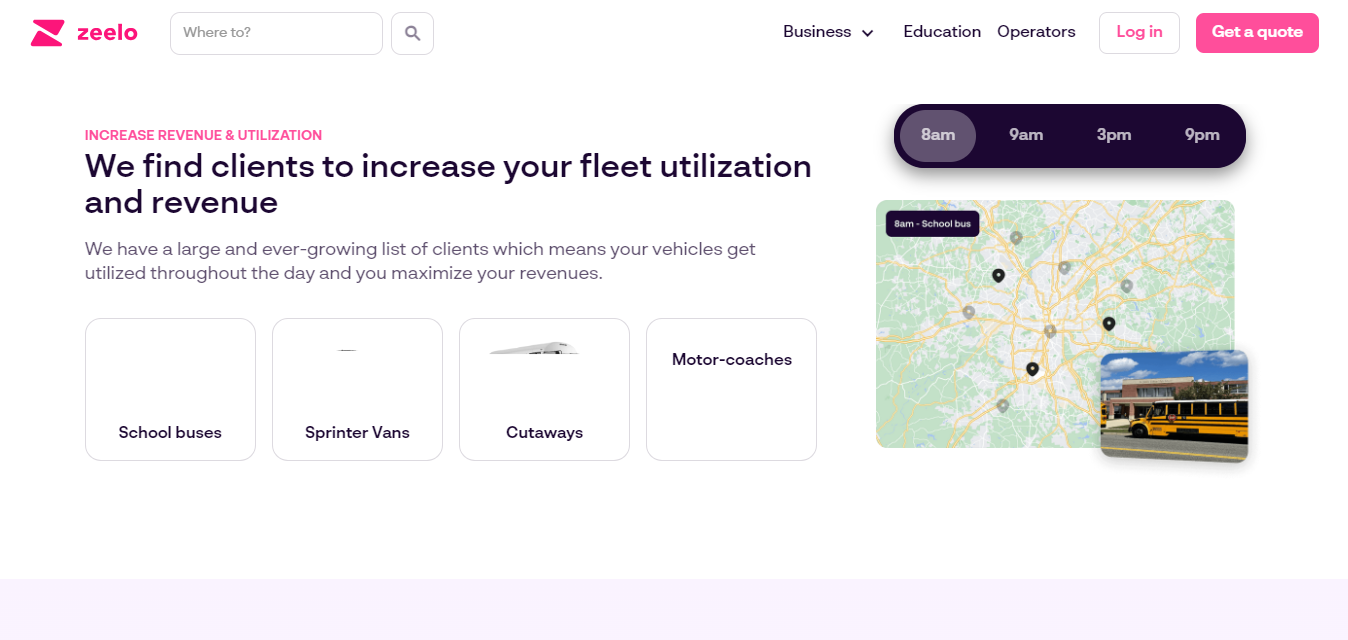 zeelo
Where to?
Business
Education
Operators
Log in
Get a quote
INCREASE REVENUE & UTILIZATION
We find clients to increase your fleet utilization
and revenue
We have a large and ever-growing list of clients which means your vehicles get
utilized throughout the day and you maximize your revenues.
School buses
Sprinter Vans
Cutaways
Motor-coaches
8am
9am
3pm
9pm
8am - School bus